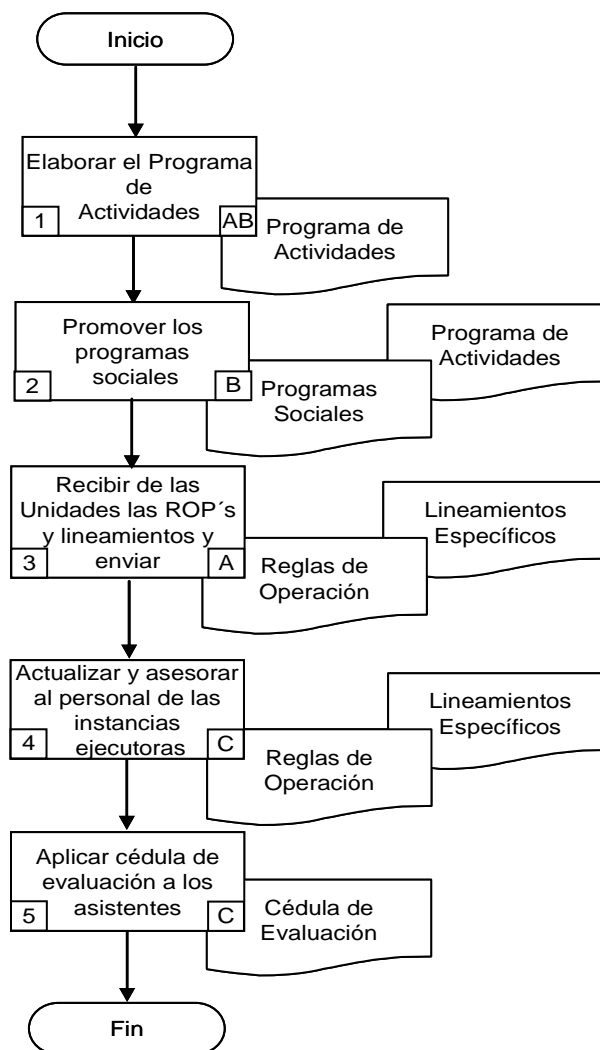 Inicio
Elaborar el Programa
de
Actividades
1
AB
Programa de
Actividades
Promover los
programas
sociales
2
B
Programas
Sociales
Programa de
Actividades
Recibir de las
Unidades las ROP´s
y lineamientos y
enviar
3
A
Reglas de
Operación
Lineamientos
Específicos
Actualizar y asesorar
al personal de las
instancias
ejecutoras
4
C
Reglas de
Operación
Lineamientos
Específicos
Aplicar cédula de
evaluación a los
asistentes
5
C
Cédula de
Evaluación
Fin